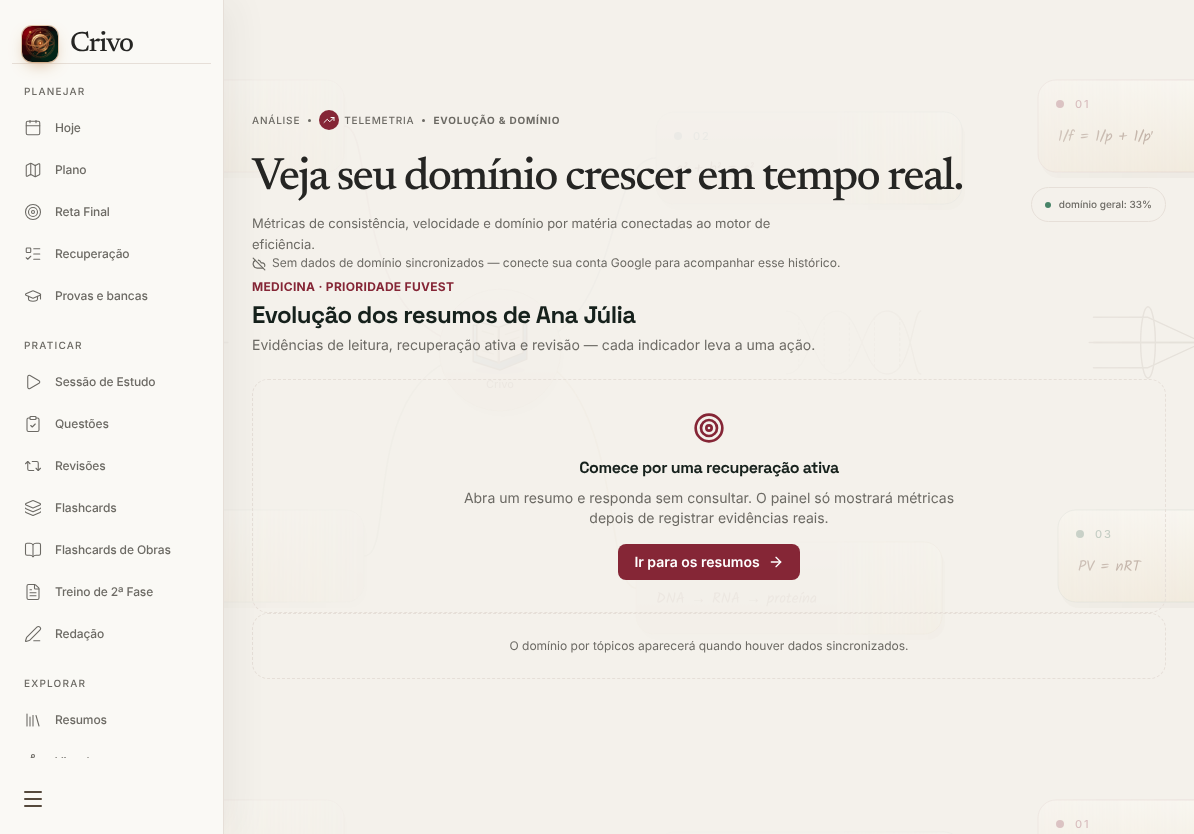 Crivo
PLANEJAR
Hoje
Plano
Reta Final
Recuperação
Provas e bancas
PRATICAR
Sessão de Estudo
Questões
Revisões
Flashcards
Flashcards de Obras
Treino de 2ª Fase
Redação
EXPLORAR
Resumos
ANÁLISE • TELEMETRIA • EVOLUÇÃO & DOMÍNIO
Veja seu domínio crescer em tempo real.
Métricas de consistência, velocidade e domínio por matéria conectadas ao motor de
eficiência.
Sem dados de domínio sincronizados — conecte sua conta Google para acompanhar esse histórico.
domínio geral: 33%
MEDICINA · PRIORIDADE FUVEST
Evolução dos resumos de Ana Júlia
Evidências de leitura, recuperação ativa e revisão — cada indicador leva a uma ação.
Comece por uma recuperação ativa
Abra um resumo e responda sem consultar. O painel só mostrará métricas
depois de registrar evidências reais.
Ir para os resumos →
O domínio por tópicos aparecerá quando houver dados sincronizados.
01
1/f = 1/p + 1/p'
02
Crivo
03
PV = nRT
DNA → RNA → proteína
01